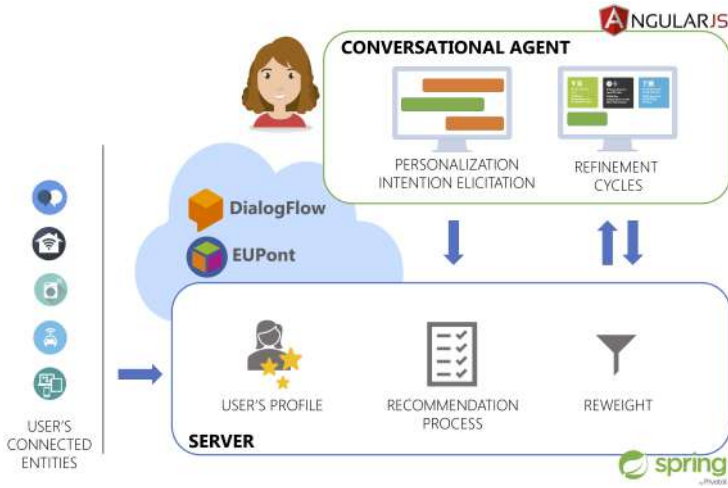 NGULARJS
CONVERSATIONAL AGENT
PERSONALIZATION
INTENTION ELICITATION
REFINEMENT
CYCLES
DialogFlow
EUPont
USER'S PROFILE
RECOMMENDATION
PROCESS
REWEIGHT
SERVER
USER'S
CONNECTED
ENTITIES
spring